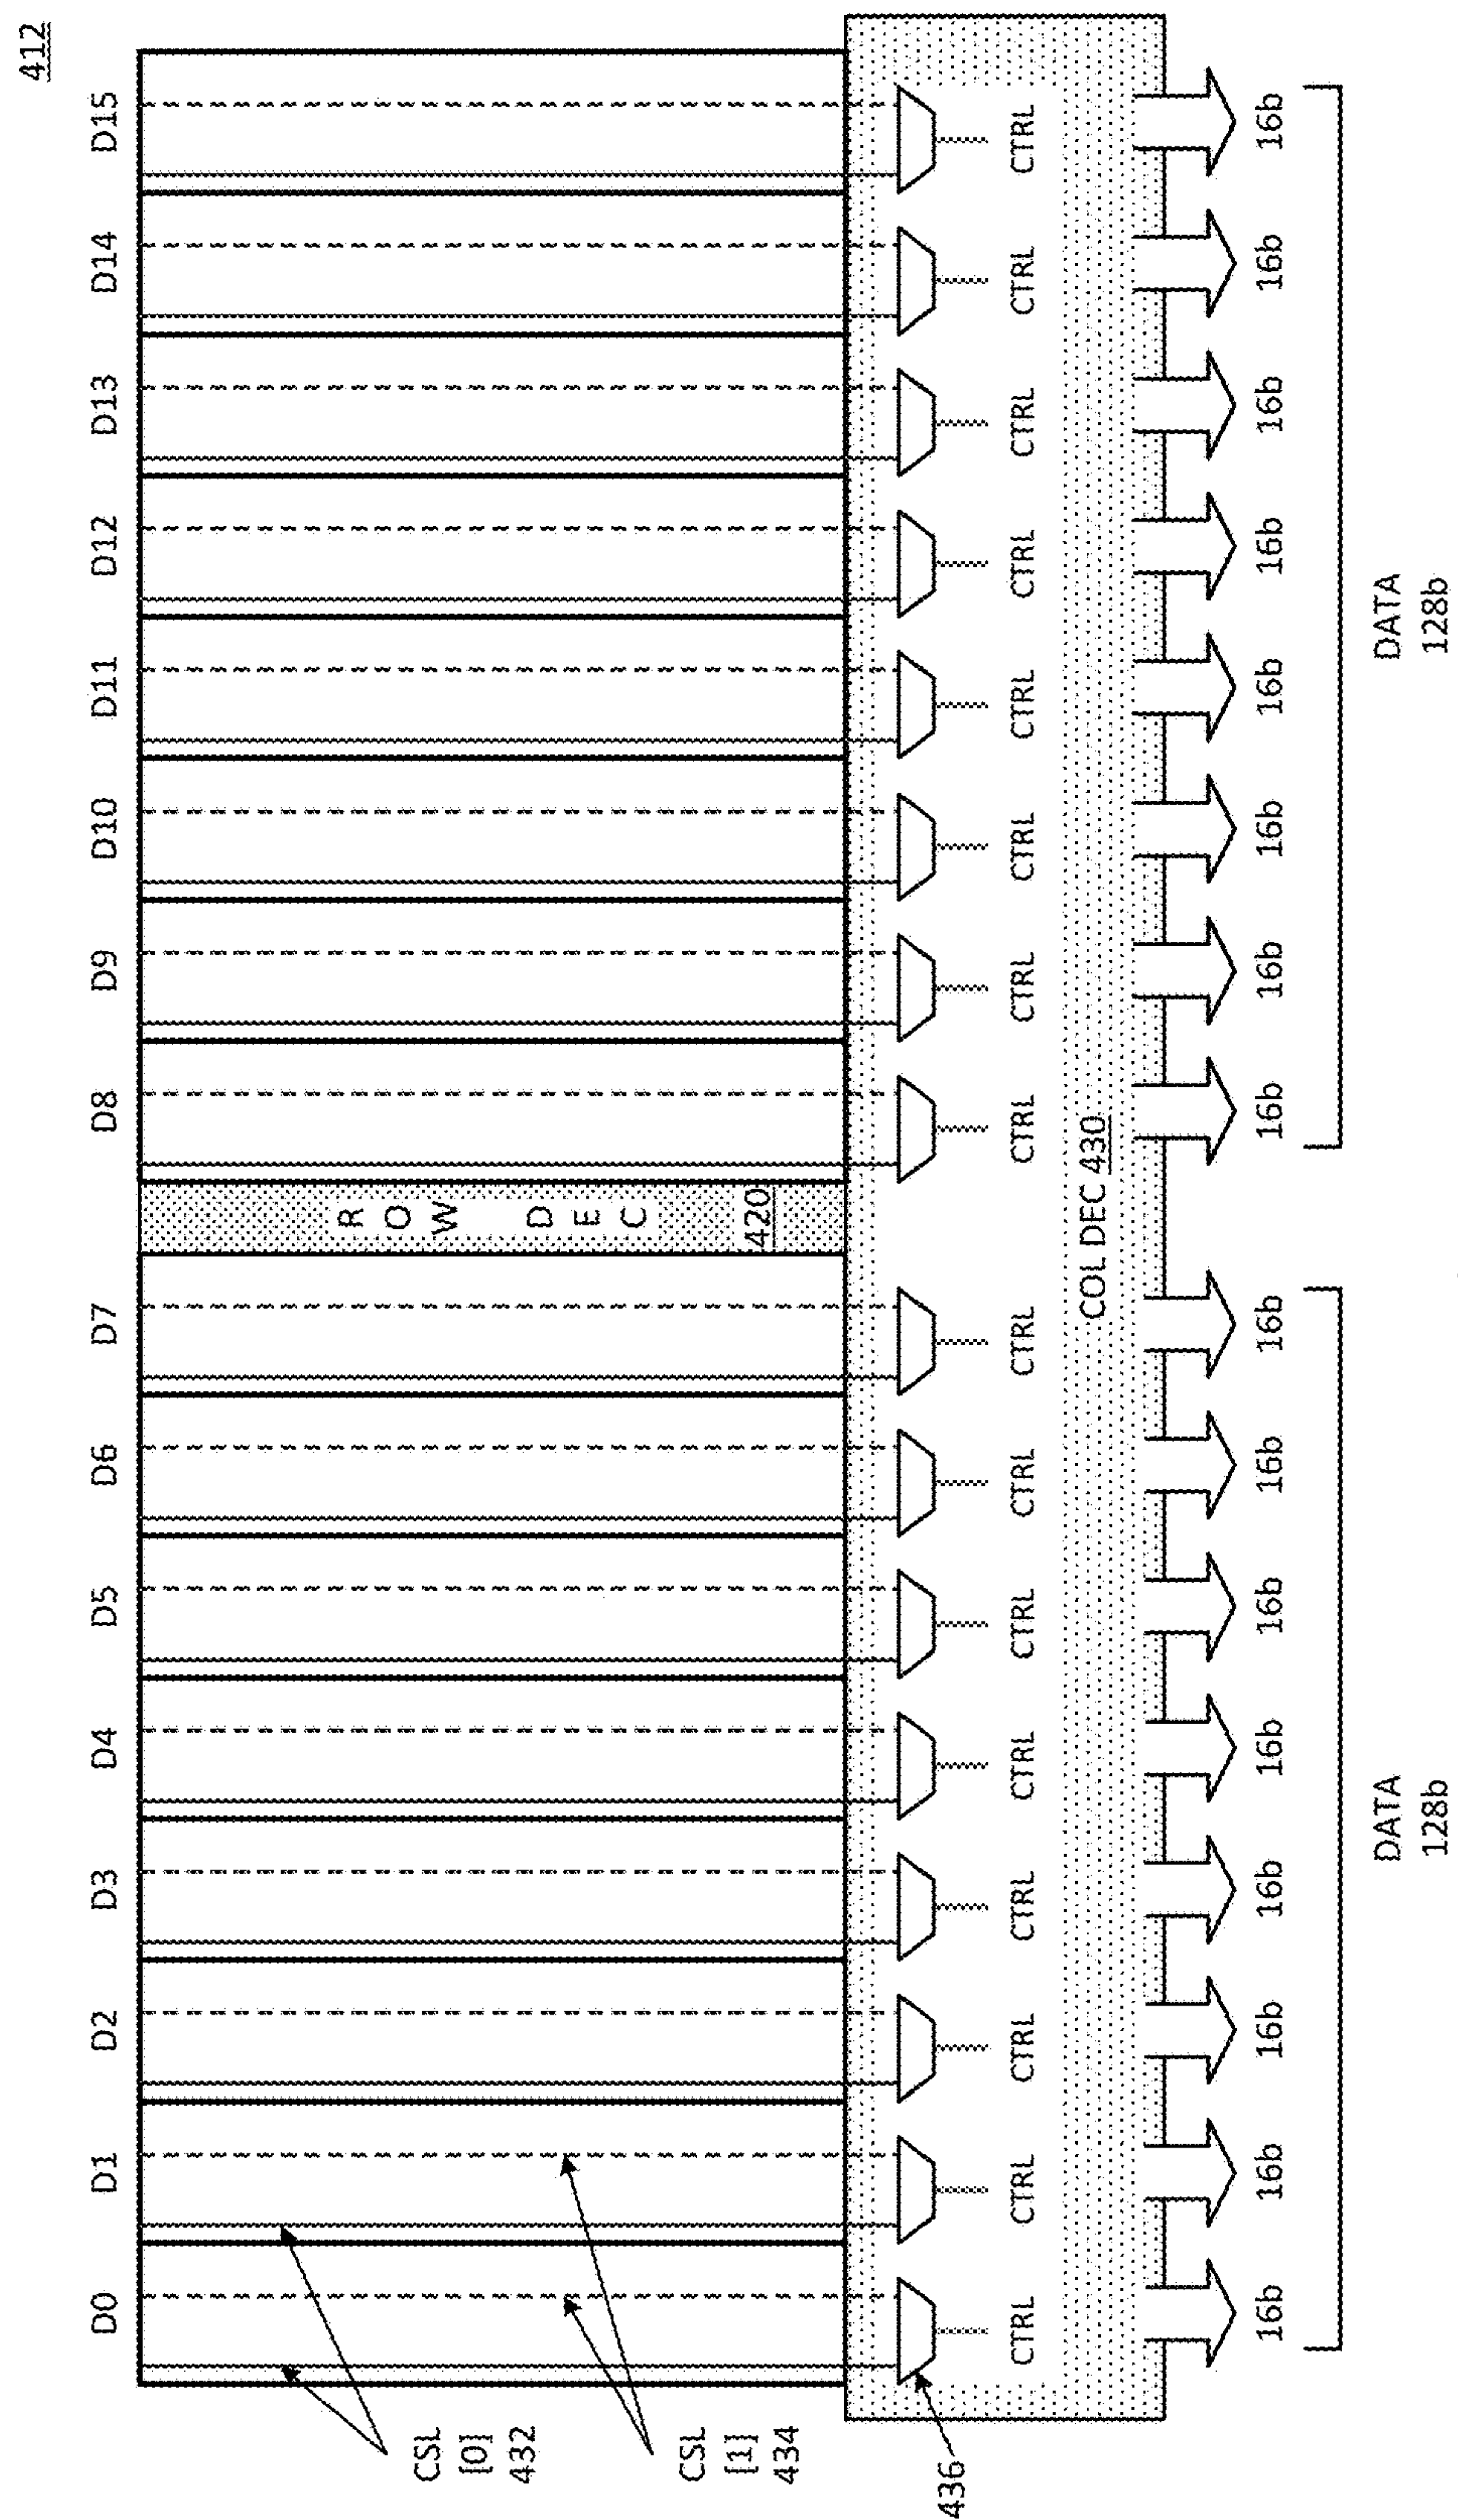 412
D0 D1 D2 D3 D4 D5 D6 D7 D8 D9 D10 D11 D12 D13 D14 D15
CSL
[0]
432
ROW DEC
420
CSL
[1]
434
436
CTRL CTRL CTRL CTRL CTRL CTRL CTRL CTRL CTRL CTRL CTRL CTRL CTRL CTRL CTRL CTRL
COL DEC 430
16b 16b 16b 16b 16b 16b 16b 16b 16b 16b 16b 16b 16b 16b 16b 16b
DATA
128b
DATA
128b